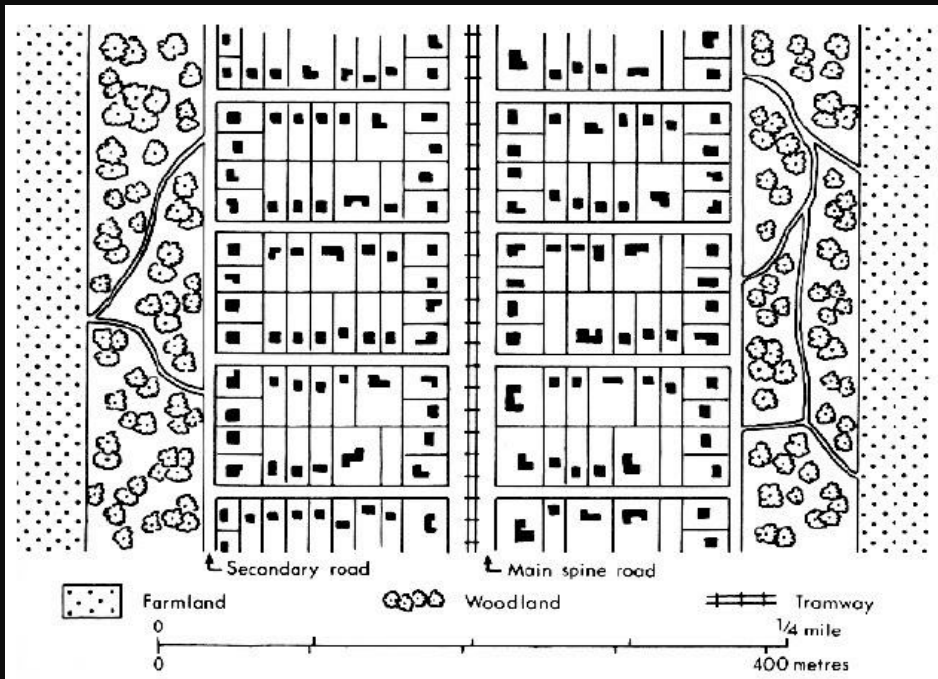 Secondary road
Main spine road
Farmland
Woodland
Tramway
0
1/4 mile
0
400 metres